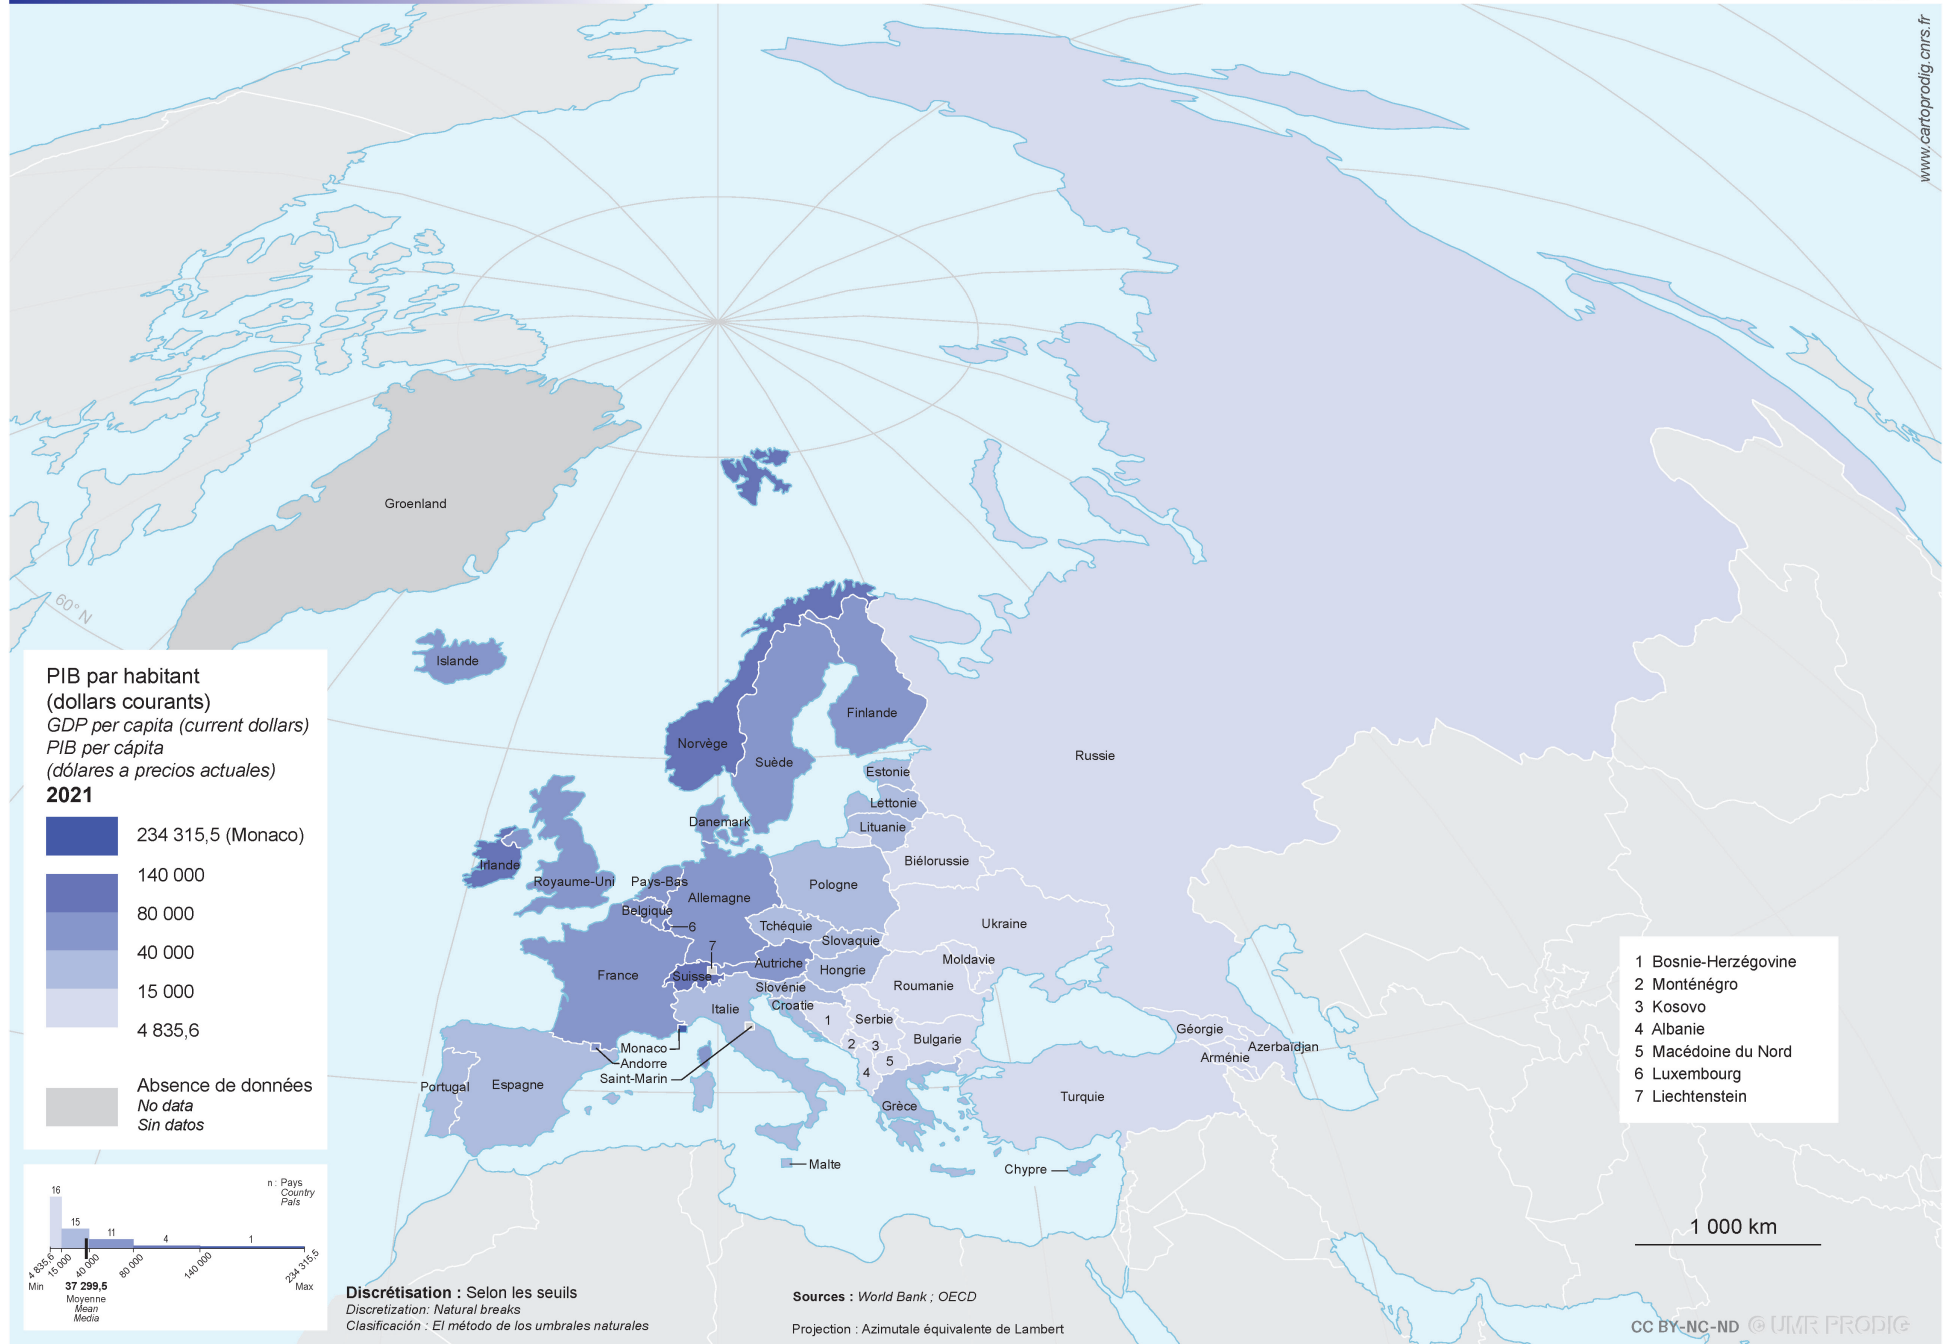 www.cartoprodig.cnrs.fr
Groenland
60° N
Islande
Norvège
Suède
Finlande
Russie
Estonie
Lettonie
Lituanie
Danemark
Biélorussie
Irlande
Royaume-Uni
Pays-Bas
Allemagne
Pologne
Belgique
6
Tchéquie
Ukraine
7
Slovaquie
France
Suisse
Autriche
Hongrie
Moldavie
Slovénie
Roumanie
Italie
Croatie
1
Serbie
Bulgarie
Géorgie
Azerbaïdjan
Arménie
2
3
4
5
Monaco
Andorre
Saint-Marin
Portugal
Espagne
Grèce
Turquie
Malte
Chypre
PIB par habitant
(dollars courants)
GDP per capita (current dollars)
PIB per cápita
(dólares a precios actuales)
2021
234 315,5 (Monaco)
140 000
80 000
40 000
15 000
4 835,6
Absence de données
No data
Sin datos
n : Pays
Country
País
16
15
11
4
1
4 835,6
15 000
40 000
80 000
140 000
234 315,5
Min
37 299,5
Max
Moyenne
Mean
Media
1 Bosnie-Herzégovine
2 Monténégro
3 Kosovo
4 Albanie
5 Macédoine du Nord
6 Luxembourg
7 Liechtenstein
1 000 km
Discrétisation : Selon les seuils
Discretization: Natural breaks
Clasificación : El método de los umbrales naturales
Sources : World Bank ; OECD
Projection : Azimutale équivalente de Lambert
CC BY-NC-ND © UMR PRODIG